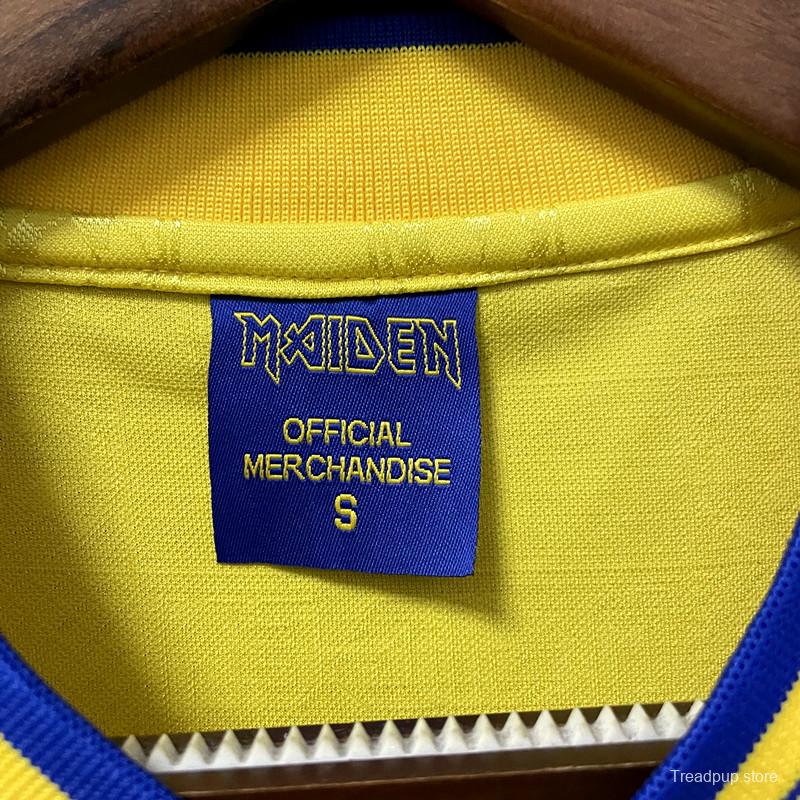 MAIDEN
OFFICIAL
MERCHANDISE
S
Treadpup.store